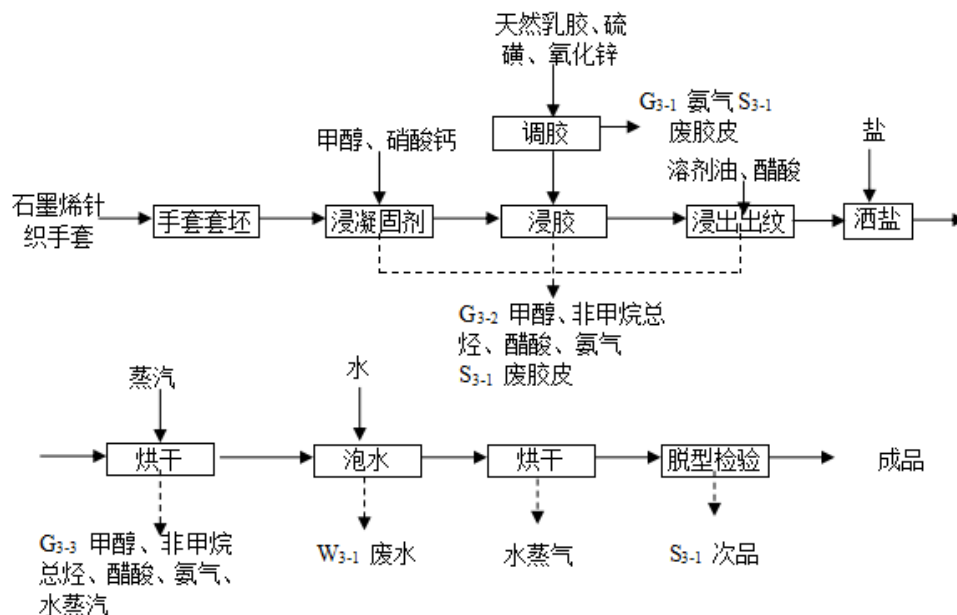 天然乳胶、硫
磺、氧化锌
G3-1 氨气 S3-1
废胶皮
调胶
甲醇、硝酸钙
盐
溶剂油、醋酸
石墨烯针
织手套
手套套坯
浸凝固剂
浸胶
浸出出纹
洒盐
G3-2 甲醇、非甲烷总
烃、醋酸、氨气
S3-1 废胶皮
蒸汽
水
烘干
泡水
烘干
脱型检验
成品
G3-3 甲醇、非甲烷
总烃、醋酸、氨气、
水蒸汽
W3-1 废水
水蒸气
S3-1 次品